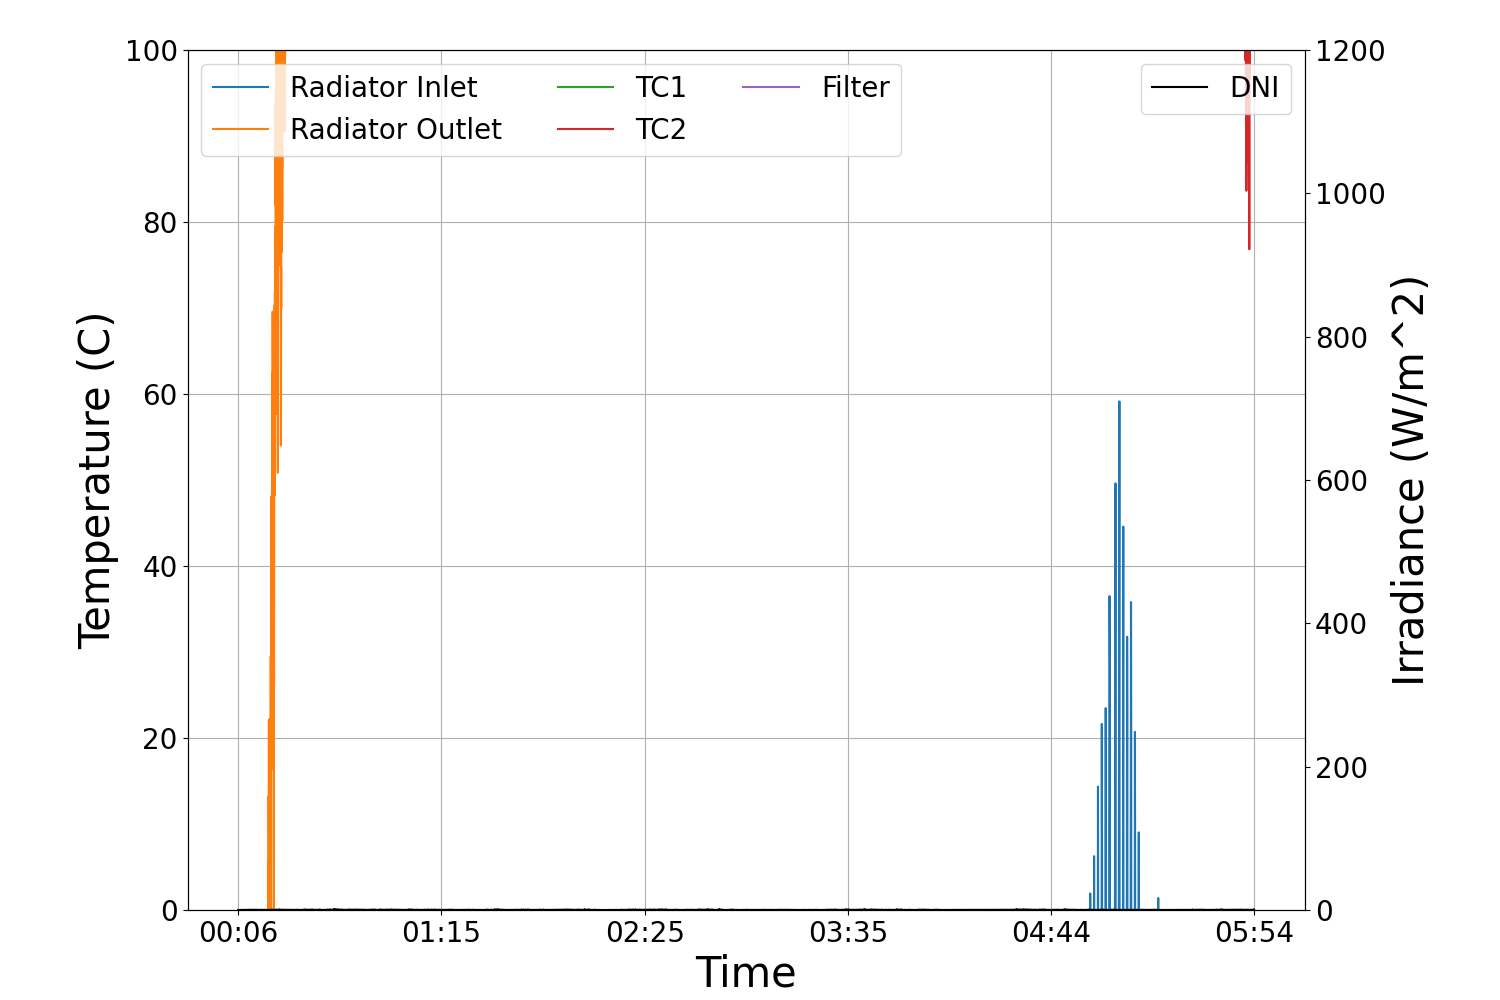 Radiator Inlet
Radiator Outlet
TC1
TC2
Filter
DNI
Temperature (C)
100
80
60
40
20
0
1200
1000
800
600
400
200
0
Irradiance (W/m^2)
00:06 01:15 02:25 03:35 04:44 05:54
Time